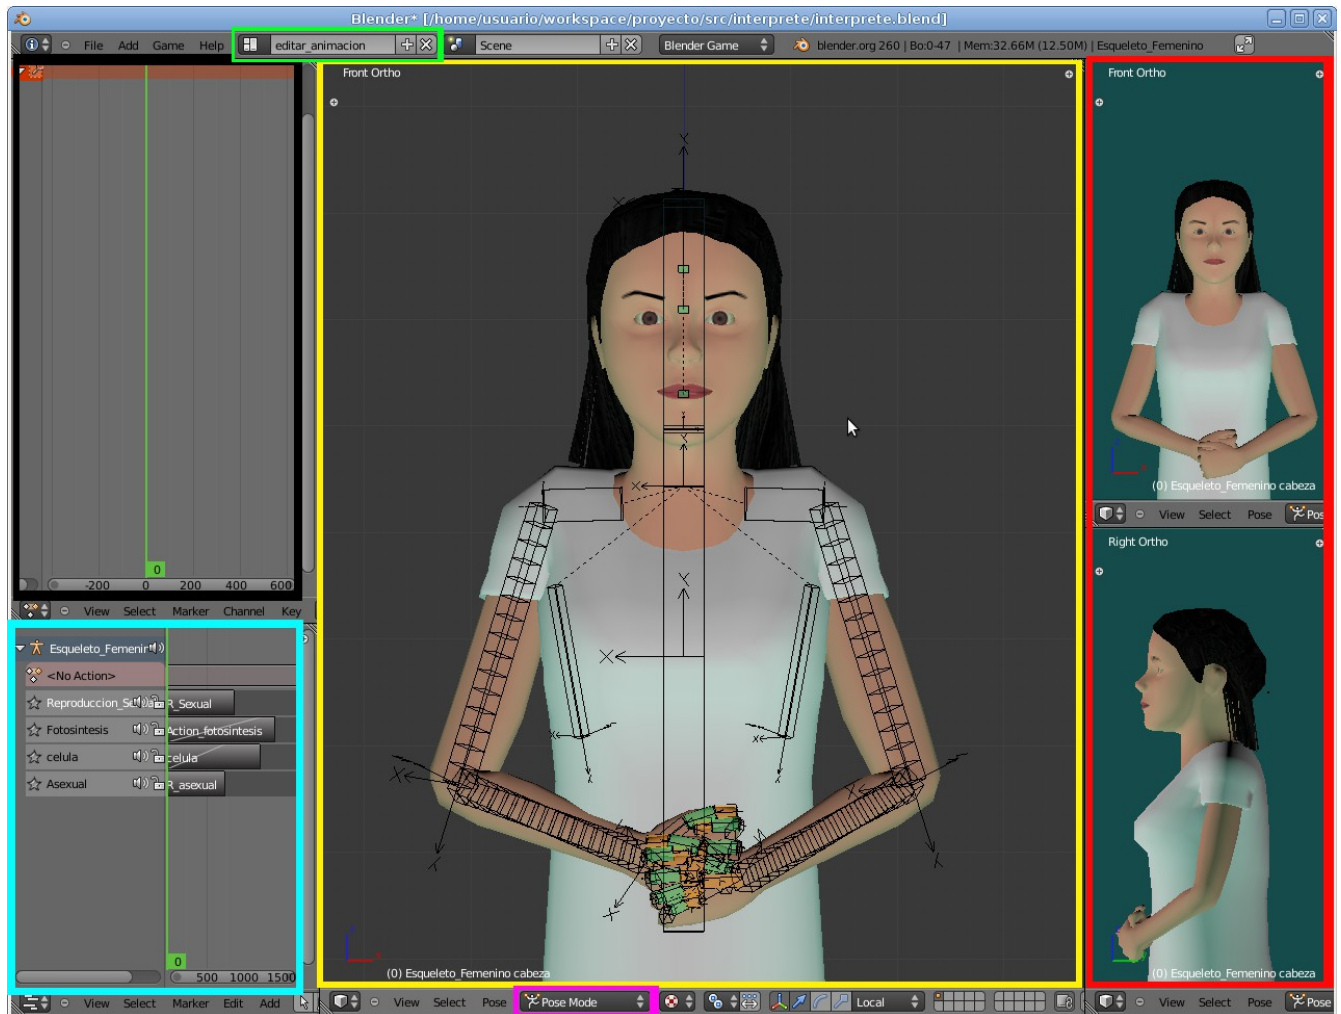 Blender* [/home/usuario/workspace/proyecto/src/interprete/interprete.blend]
File Add Game Help editar_animacion Scene Blender Game blender.org 260 | Bo:0-47 | Mem:32.66M (12.50M) | Esqueleto_Femenino
Front Ortho
Front Ortho
(0) Esqueleto_Femenino cabeza
View Select Pose Pos
Right Ortho
0
-200 0 200 400 600
View Select Marker Channel Key
Esqueleto_Femenin
<No Action>
Reproduccion_Se R_Sexual
Fotosintesis Action_fotosintesis
celula celula
Asexual R_asexual
0
500 1000 1500
(0) Esqueleto_Femenino cabeza
(0) Esqueleto_Femenino cabeza
View Select Marker Edit Add
View Select Pose Pose Mode Local
View Select Pose Pose